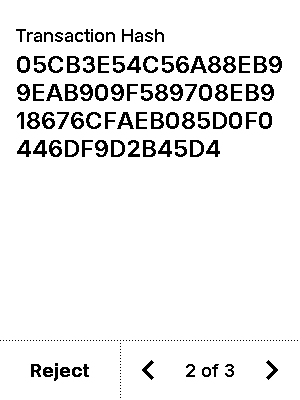 Transaction Hash
05CB3E54C56A88EB9
9EAB909F589708EB9
18676CFAEB085D0F0
446DF9D2B45D4
Reject
2 of 3